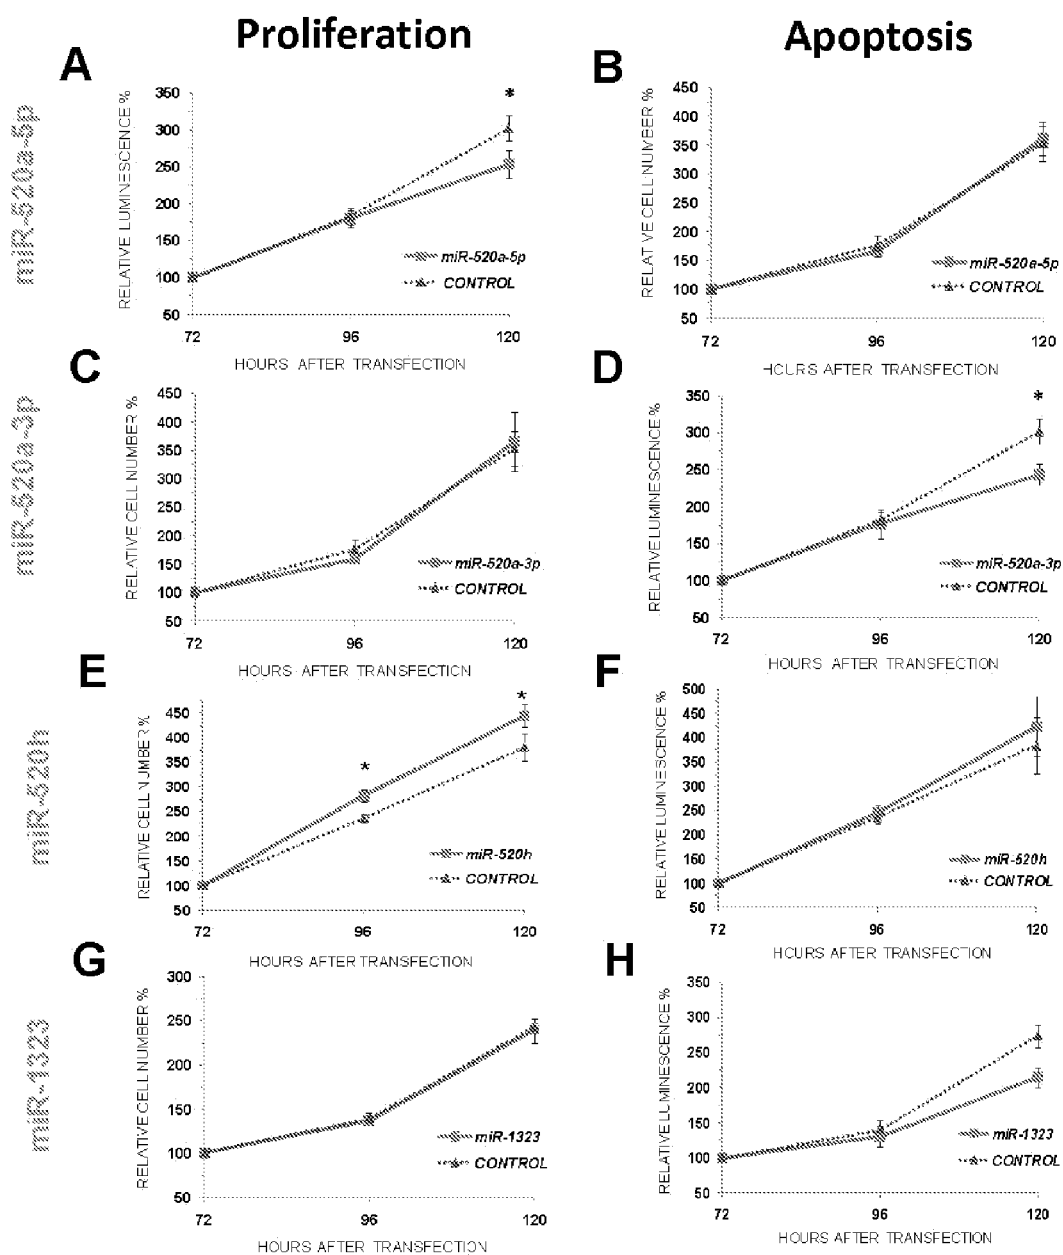 Proliferation
Apoptosis
miR-520a-5p
A
RELATIVE LUMINESCENCE %
350
300
250
200
150
100
50
*
miR-520a-5p
CONTROL
72 96 120
HOURS AFTER TRANSFECTION
B
RELATIVE CELL NUMBER %
450
400
350
300
200
150
100
50
miR-520a-5p
CONTROL
72 96 120
HOURS AFTER TRANSFECTION
miR-520a-3p
C
RELATIVE CELL NUMBER %
450
400
350
300
200
150
100
50
miR-520a-3p
CONTROL
72 96 120
HOURS AFTER TRANSFECTION
D
RELATIVE LUMINESCENCE %
350
300
250
200
150
100
50
*
miR-520a-3p
CONTROL
72 96 120
HOURS AFTER TRANSFECTION
miR-520h
E
RELATIVE CELL NUMBER %
450
400
350
300
250
200
150
100
50
*
*
miR-520h
CONTROL
72 96 120
HOURS AFTER TRANSFECTION
F
RELATIVE LUMINESCENCE %
500
450
400
350
300
250
200
150
100
50
miR-520h
CONTROL
72 96 120
HOURS AFTER TRANSFECTION
miR-1323
G
RELATIVE CELL NUMBER %
300
250
200
150
100
50
miR-1323
CONTROL
72 96 120
HOURS AFTER TRANSFECTION
H
RELATIVE LUMINESCENCE %
350
300
250
200
150
100
50
miR-1323
CONTROL
72 96 120
HOURS AFTER TRANSFECTION